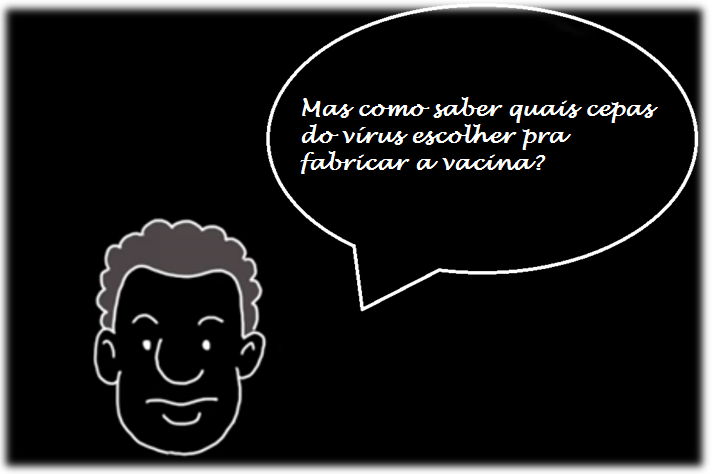 Mas como saber quais cepas
do vírus escolher pra
fabricar a vacina?